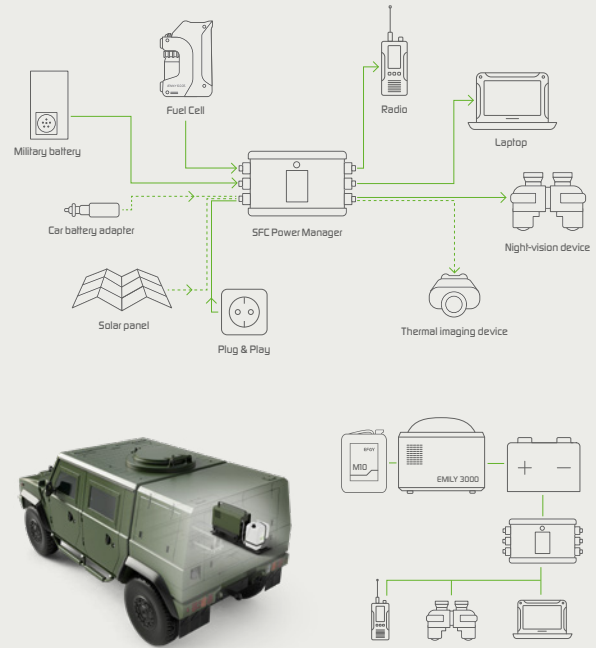 Fuel Cell
Radio
Military battery
Laptop
Car battery adapter
SFC Power Manager
Night-vision device
Solar panel
Thermal imaging device
Plug & Play
EFOY
M10
EMILY 3000